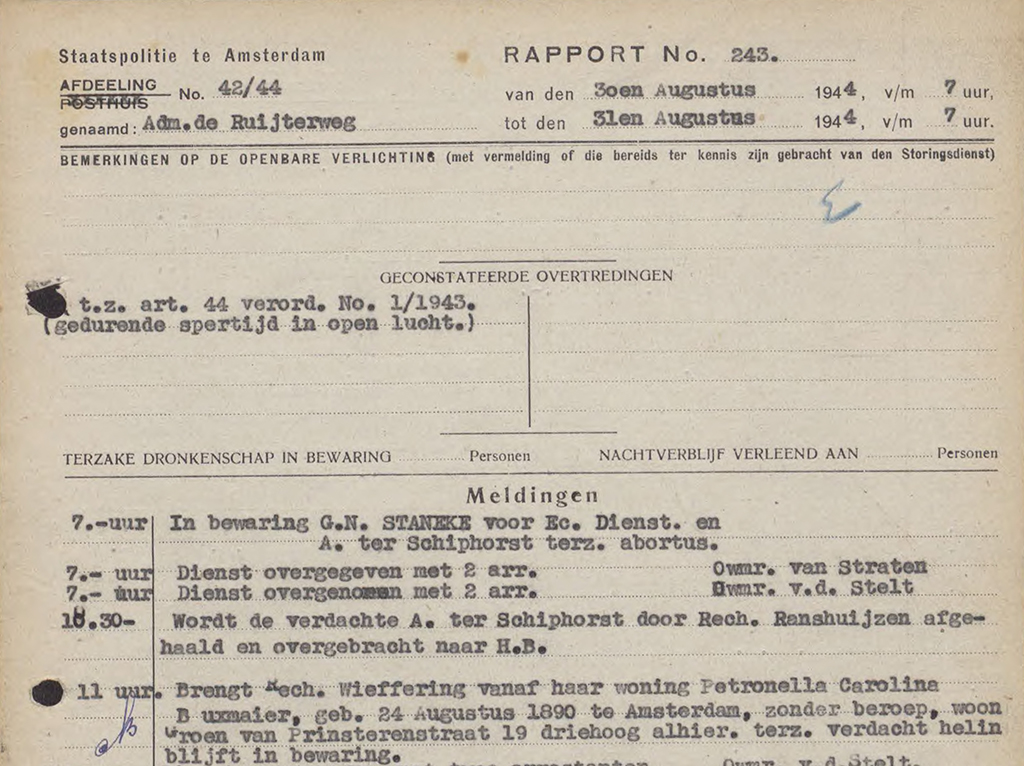 Staatspolitie te Amsterdam
RAPPORT No. 243.
AFDEELING
POSTHUIS No. 42/44
van den 30en Augustus 1944, v/m 7 uur,
genaamd: Adm.de Ruijterweg
tot den 31en Augustus 1944, v/m 7 uur.
BEMERKINGEN OP DE OPENBARE VERLICHTING (met vermelding of die bereids ter kennis zijn gebracht van den Storingsdienst)
GECONSTATEERDE OVERTREDINGEN
t.z. art. 44 verord. No. 1/1943.
(gedurende spertijd in open lucht.)
TERZAKE DRONKENSCHAP IN BEWARING Personen
NACHTVERBLIJF VERLEEND AAN Personen
Meldingen
7.-uur In bewaring G.N. STANEKE voor Ec. Dienst. en
A. ter Schiphorst terz. abortus.
7.- uur Dienst overgegeven met 2 arr. Owmr. van Straten
7.- uur Dienst overgenomen met 2 arr. Owmr. v.d. Stelt
18.30- Wordt de verdachte A. ter Schiphorst door Rech. Ranshuijzen afge-
haald en overgebracht naar H.B.
11 uur. Brengt Rech. Wieffering vanaf haar woning Petronella Carolina
B uxmaier, geb. 24 Augustus 1890 te Amsterdam, zonder beroep, woon
Groen van Prinsterenstraat 19 driehoog alhier. terz. verdacht helin
blijft in bewaring.
Owmr. v.d.Stelt.